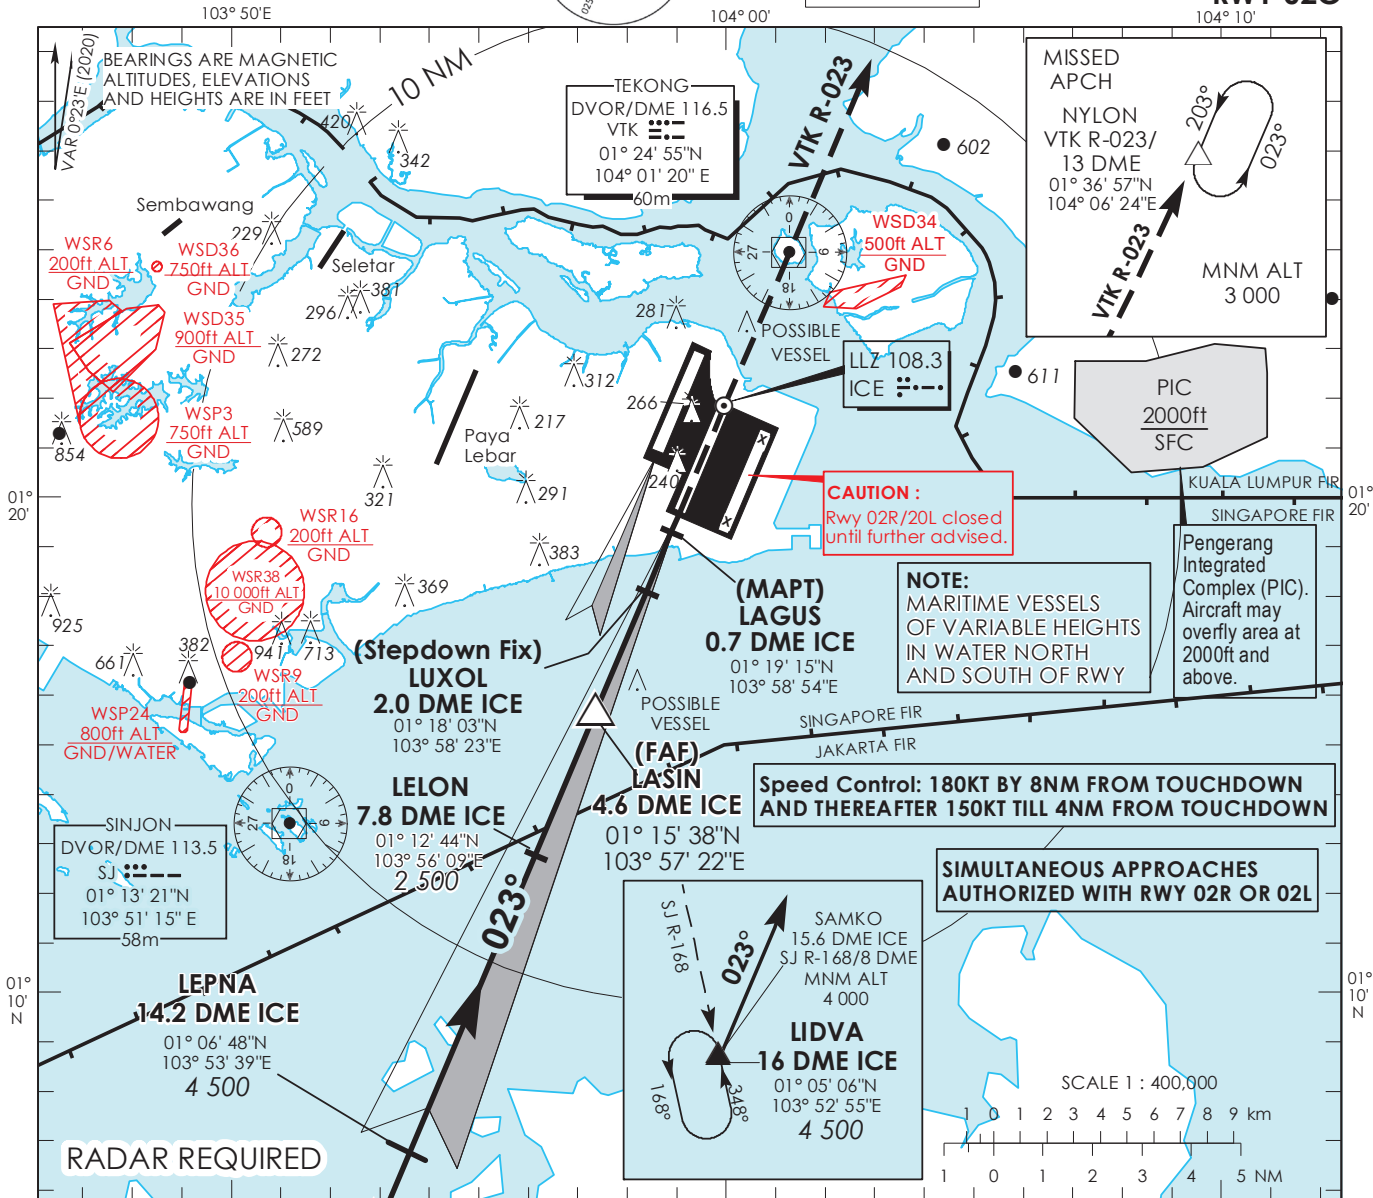 103° 50'E
104° 00'
104° 10'
025
BEARINGS ARE MAGNETIC
ALTITUDES, ELEVATIONS
AND HEIGHTS ARE IN FEET
VAR 0°23'E (2020)
10 NM
TEKONG
DVOR/DME 116.5
VTK
01° 24' 55"N
104° 01' 20" E
60m
VTK R-023
MISSED
APCH
NYLON
VTK R-023/
13 DME
01° 36' 57"N
104° 06' 24"E
203°
023°
VTK R-023
MNM ALT
3 000
420
342
602
Sembawang
229
WSR6
200ft ALT
GND
WSD36
750ft ALT
GND
Seletar
296
381
WSD34
500ft ALT
GND
0
9
18
27
281
POSSIBLE
VESSEL
WSD35
900ft ALT
GND
272
312
LLZ 108.3
ICE
611
PIC
2000ft
SFC
WSP3
750ft ALT
GND
589
217
266
Paya
Lebar
854
321
291
240
x
x
CAUTION :
Rwy 02R/20L closed
until further advised.
KUALA LUMPUR FIR
SINGAPORE FIR
01°
20'
01°
20'
WSR16
200ft ALT
GND
383
WSR38
10 000ft ALT
GND
369
925
941
713
382
661
(MAPT)
LAGUS
0.7 DME ICE
01° 19' 15"N
103° 58' 54"E
NOTE:
MARITIME VESSELS
OF VARIABLE HEIGHTS
IN WATER NORTH
AND SOUTH OF RWY
Pengerang
Integrated
Complex (PIC).
Aircraft may
overfly area at
2000ft and
above.
(Stepdown Fix)
LUXOL
2.0 DME ICE
01° 18' 03"N
103° 58' 23"E
WSR9
200ft ALT
GND
WSP24
800ft ALT
GND/WATER
POSSIBLE
VESSEL
SINGAPORE FIR
JAKARTA FIR
(FAF)
LASIN
4.6 DME ICE
01° 15' 38"N
103° 57' 22"E
Speed Control: 180KT BY 8NM FROM TOUCHDOWN
AND THEREAFTER 150KT TILL 4NM FROM TOUCHDOWN
LELON
7.8 DME ICE
01° 12' 44"N
103° 56' 09"E
2 500
0
9
18
27
SINJON
DVOR/DME 113.5
SJ
01° 13' 21"N
103° 51' 15" E
58m
SIMULTANEOUS APPROACHES
AUTHORIZED WITH RWY 02R OR 02L
023°
SJ R-168
023°
SAMKO
15.6 DME ICE
SJ R-168/8 DME
MNM ALT
4 000
LIDVA
16 DME ICE
01° 05' 06"N
103° 52' 55"E
4 500
168°
348°
LEPNA
14.2 DME ICE
01° 06' 48"N
103° 53' 39"E
4 500
01°
10'
N
01°
10'
N
SCALE 1 : 400,000
1 0 1 2 3 4 5 6 7 8 9 km
1 0 1 2 3 4 5 NM
RADAR REQUIRED